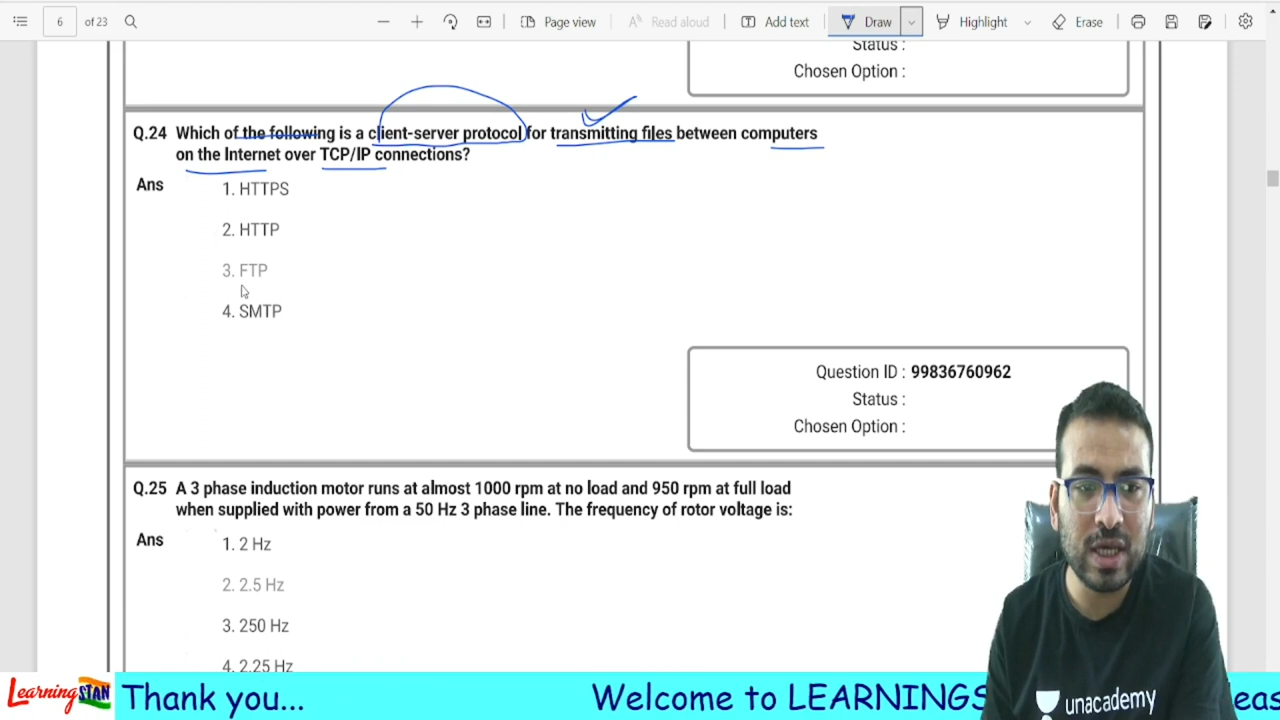 6 of 23 Page view Read aloud Add text Draw Highlight Erase
Status :
Chosen Option :
Q.24 Which of the following is a client-server protocol for transmitting files between computers
on the Internet over TCP/IP connections?
Ans 1. HTTPS
2. HTTP
3. FTP
4. SMTP
Question ID : 99836760962
Status :
Chosen Option :
Q.25 A 3 phase induction motor runs at almost 1000 rpm at no load and 950 rpm at full load
when supplied with power from a 50 Hz 3 phase line. The frequency of rotor voltage is:
Ans 1. 2 Hz
2. 2.5 Hz
3. 250 Hz
4. 2.25 Hz
unacademy
Learning STAN Thank you... Welcome to LEARNINGS eas